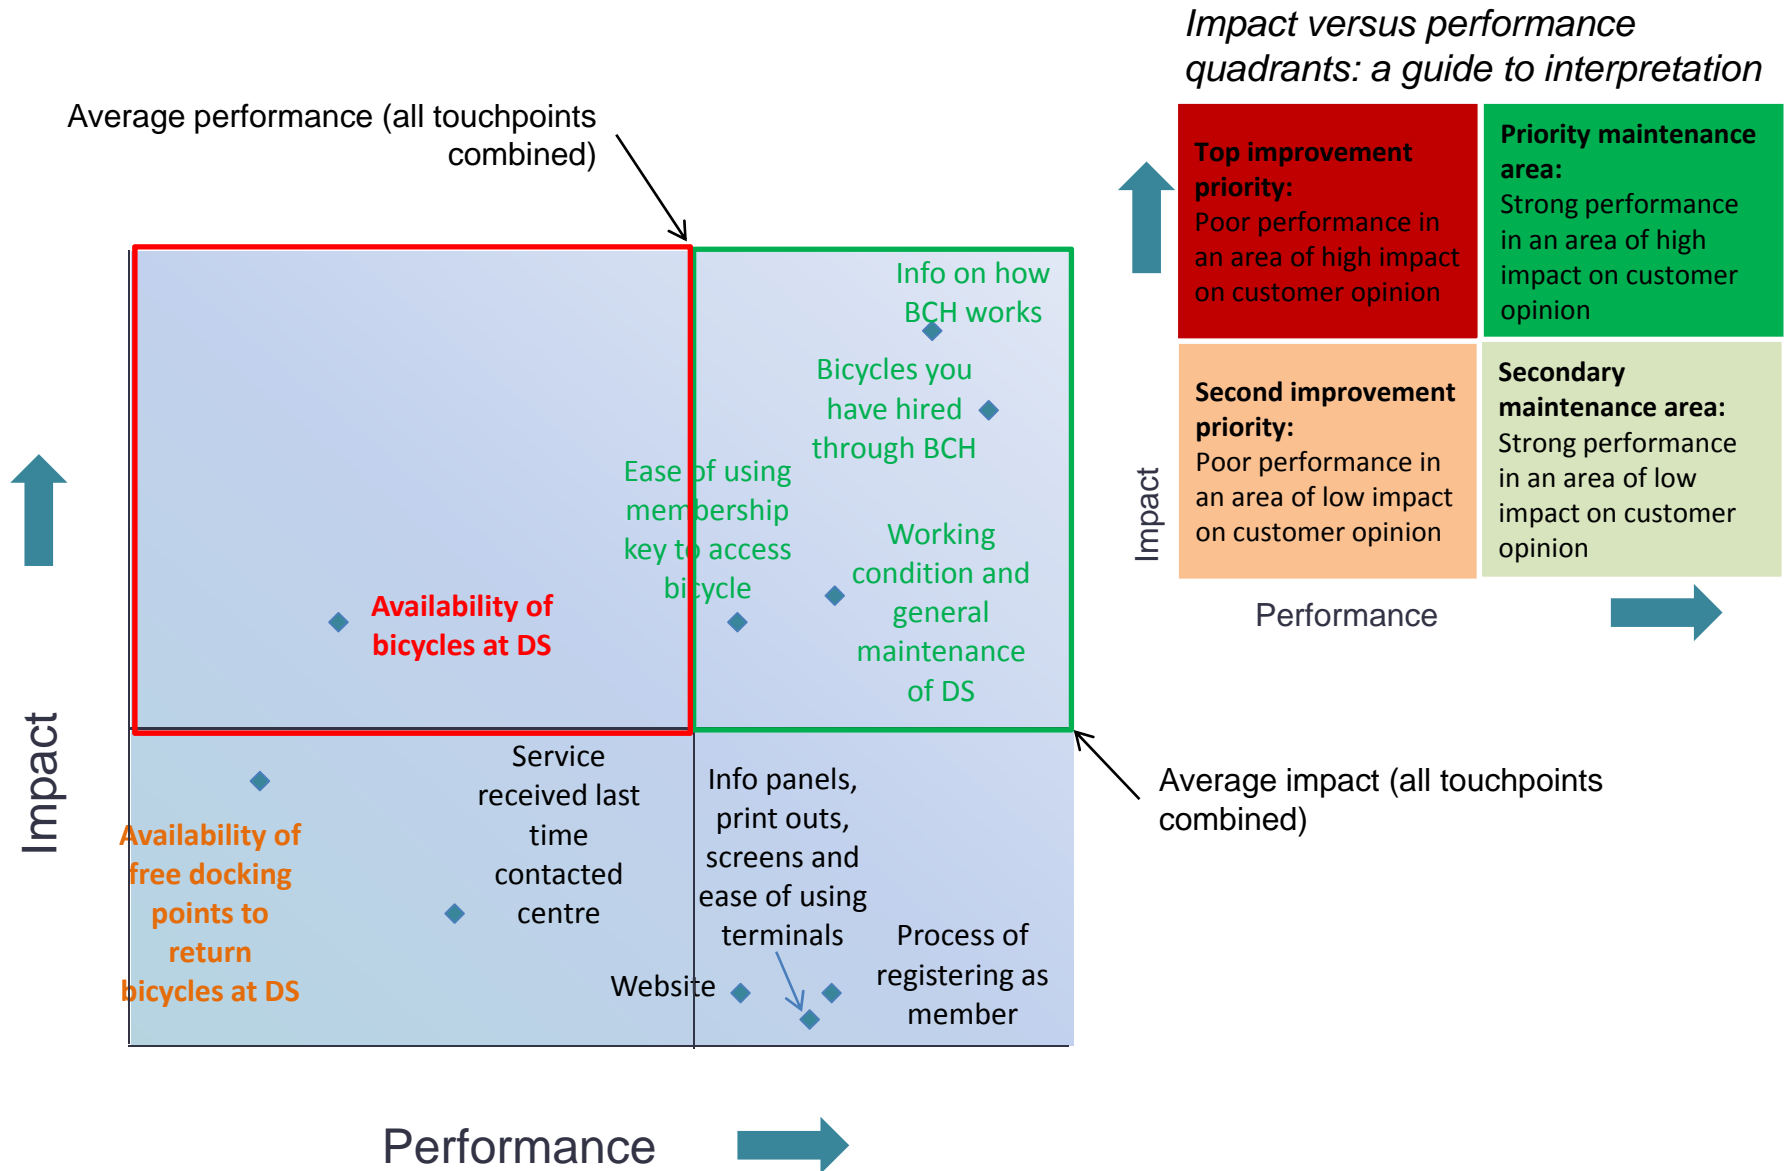 Impact versus performance
quadrants: a guide to interpretation
Average performance (all touchpoints
combined)
Top improvement
priority:
Poor performance in
an area of high impact
on customer opinion
Priority maintenance
area:
Strong performance
in an area of high
impact on customer
opinion
Second improvement
priority:
Poor performance in
an area of low impact
on customer opinion
Secondary
maintenance area:
Strong performance
in an area of low
impact on customer
opinion
Impact
Performance
Info on how
BCH works
Bicycles you
have hired
through BCH
Ease of using
membership
key to access
bicycle
Working
condition and
general
maintenance
of DS
Availability of
bicycles at DS
Impact
Service
received last
time
contacted
centre
Info panels,
print outs,
screens and
ease of using
terminals
Average impact (all touchpoints
combined)
Availability of
free docking
points to
return
bicycles at DS
Website
Process of
registering as
member
Performance